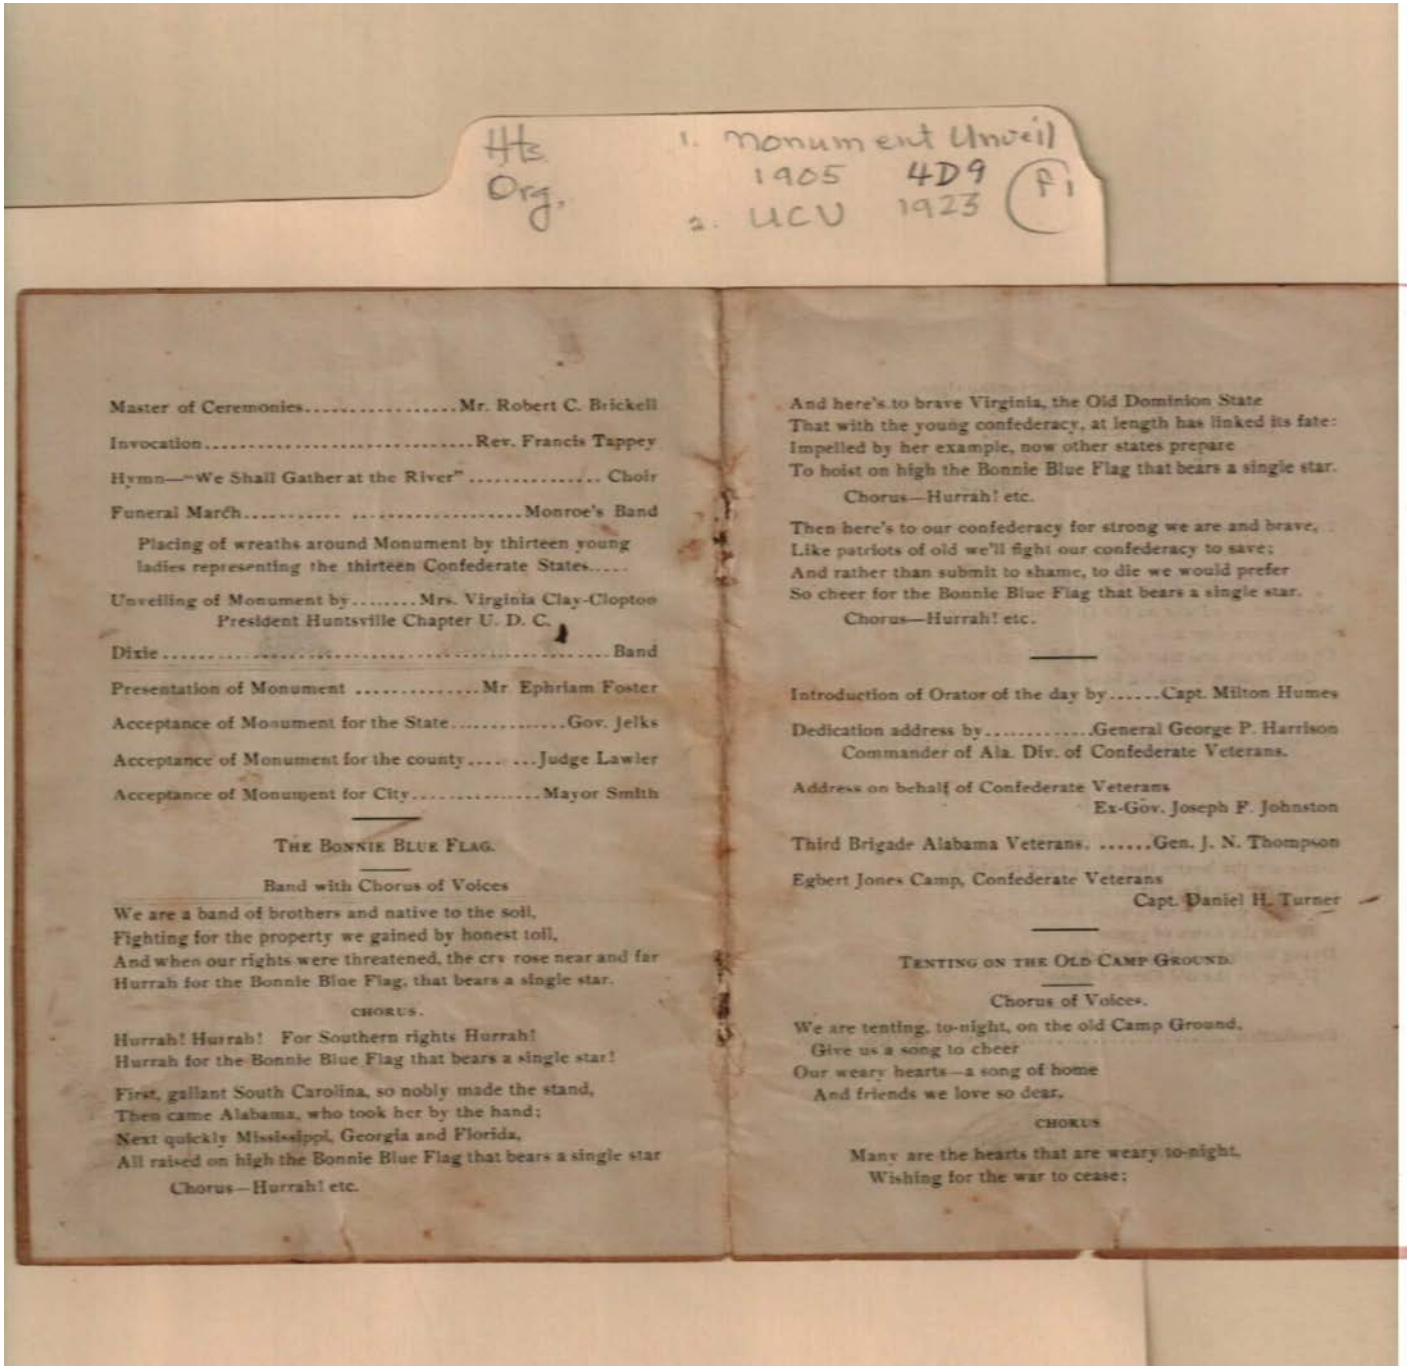 Hts. 1. Monument Unveil
Org. 1905 4D9 P1
2. UCV 1923
Master of Ceremonies..................Mr. Robert C. Brickell
Invocation...............................Rev. Francis Tappey
Hymn—"We Shall Gather at the River" ............... Choir
Funeral March........... ....................Monroe's Band
Placing of wreaths around Monument by thirteen young
ladies representing the thirteen Confederate States.....
Unveiling of Monument by........Mrs. Virginia Clay-Clopton
President Huntsville Chapter U. D. C.
Dixie....................................................Band
Presentation of Monument ..............Mr Ephriam Foster
Acceptance of Monument for the State.............Gov. Jelks
Acceptance of Monument for the county.... ...Judge Lawler
Acceptance of Monument for City...............Mayor Smith
THE BONNIE BLUE FLAG.
Band with Chorus of Voices
We are a band of brothers and native to the soil,
Fighting for the property we gained by honest toil,
And when our rights were threatened, the cry rose near and far
Hurrah for the Bonnie Blue Flag, that bears a single star.
CHORUS.
Hurrah! Hurrah! For Southern rights Hurrah!
Hurrah for the Bonnie Blue Flag that bears a single star!
First, gallant South Carolina, so nobly made the stand,
Then came Alabama, who took her by the hand;
Next quickly Mississippi, Georgia and Florida,
All raised on high the Bonnie Blue Flag that bears a single star
Chorus—Hurrah! etc.
And here's to brave Virginia, the Old Dominion State
That with the young confederacy, at length has linked its fate:
Impelled by her example, now other states prepare
To hoist on high the Bonnie Blue Flag that bears a single star.
Chorus—Hurrah! etc.
Then here's to our confederacy for strong we are and brave,
Like patriots of old we'll fight our confederacy to save;
And rather than submit to shame, to die we would prefer
So cheer for the Bonnie Blue Flag that bears a single star.
Chorus—Hurrah! etc.
Introduction of Orator of the day by......Capt. Milton Humes
Dedication address by.............General George P. Harrison
Commander of Ala. Div. of Confederate Veterans.
Address on behalf of Confederate Veterans
Ex-Gov. Joseph F. Johnston
Third Brigade Alabama Veterans. ......Gen. J. N. Thompson
Egbert Jones Camp, Confederate Veterans
Capt. Daniel H. Turner
TENTING ON THE OLD CAMP GROUND.
Chorus of Voices.
We are tenting, to-night, on the old Camp Ground,
Give us a song to cheer
Our weary hearts—a song of home
And friends we love so dear.
CHORUS
Many are the hearts that are weary to-night,
Wishing for the war to cease;